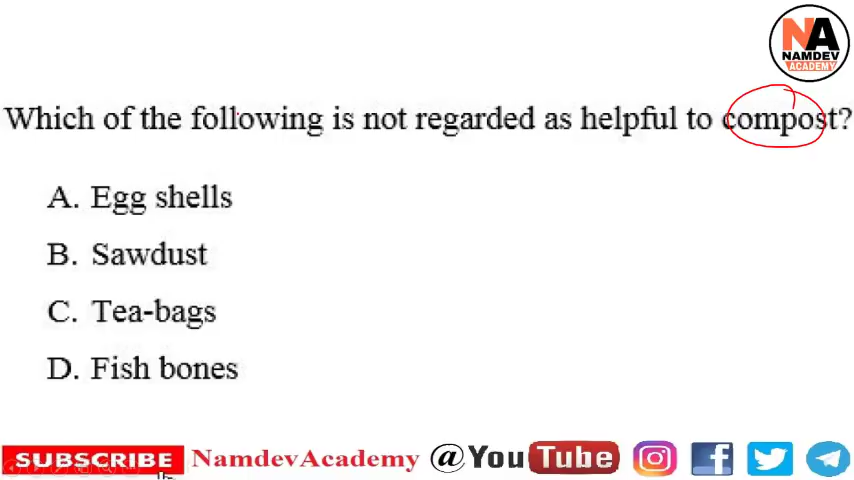 NA
NAMDEV
ACADEMY
Which of the following is not regarded as helpful to compost?
A. Egg shells
B. Sawdust
C. Tea-bags
D. Fish bones
SUBSCRIBE NamdevAcademy @YouTube